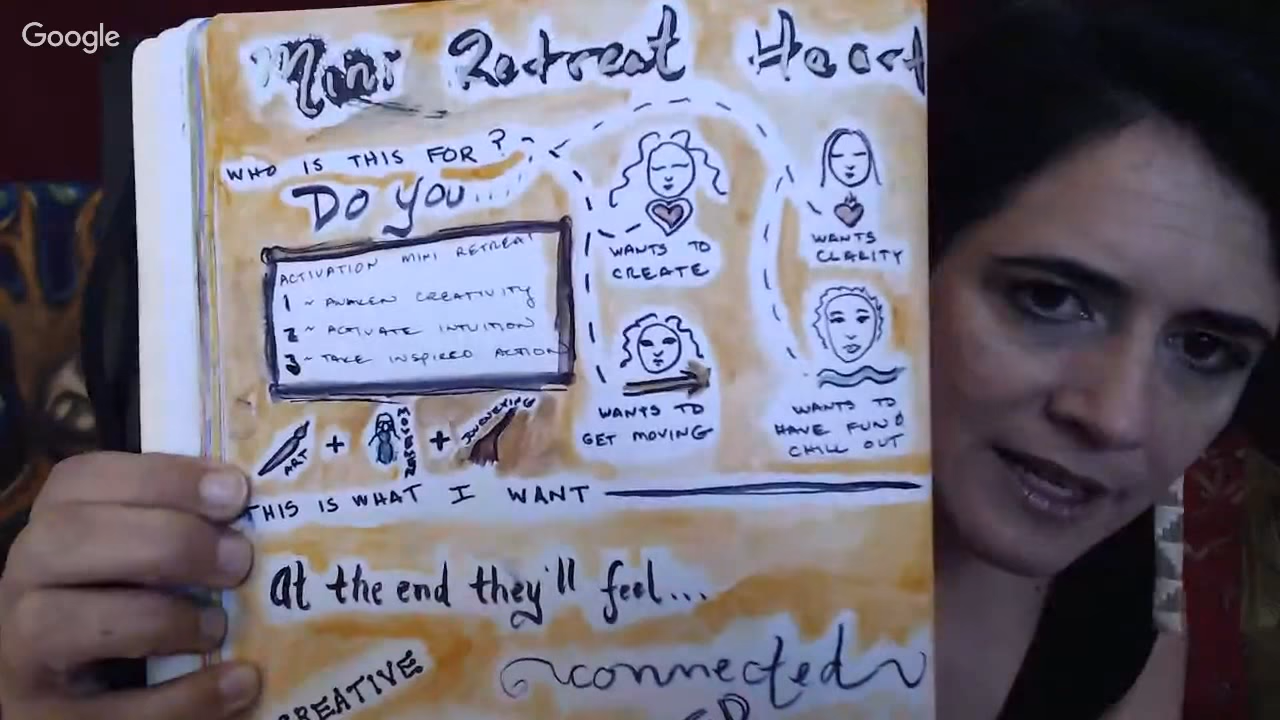 Google
Mini Retreat Heart
WHO IS THIS FOR?
DO YOU...
ACTIVATION MINI RETREAT
1 ~ AWAKEN CREATIVITY
2 ~ ACTIVATE INTUITION
3 ~ TAKE INSPIRED ACTION
ART + + JOURNEYING
WANTS TO
CREATE
WANTS
CLARITY
WANTS TO
GET MOVING
WANTS TO
HAVE FUN &
CHILL OUT
THIS IS WHAT I WANT
At the end they'll feel...
CREATIVE
~connected~